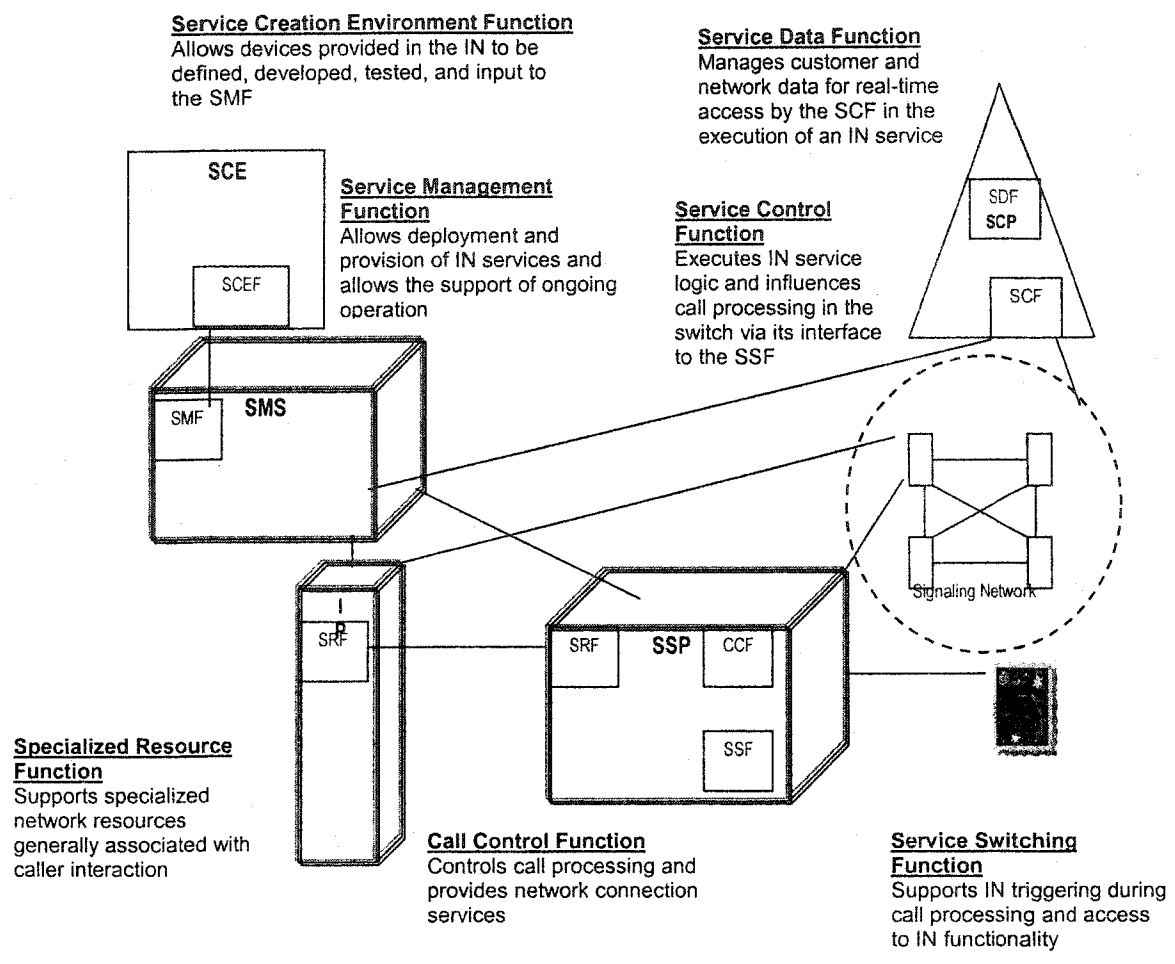 Service Creation Environment Function
Allows devices provided in the IN to be
defined, developed, tested, and input to
the SMF
Service Data Function
Manages customer and
network data for real-time
access by the SCF in the
execution of an IN service
SCE
SCEF
Service Management
Function
Allows deployment and
provision of IN services and
allows the support of ongoing
operation
Service Control
Function
Executes IN service
logic and influences
call processing in the
switch via its interface
to the SSF
SDF
SCP
SCF
SMF
SMS
Signaling Network
I
P
SRF
SRF
SSP
CCF
SSF
Specialized Resource
Function
Supports specialized
network resources
generally associated with
caller interaction
Call Control Function
Controls call processing and
provides network connection
services
Service Switching
Function
Supports IN triggering during
call processing and access
to IN functionality